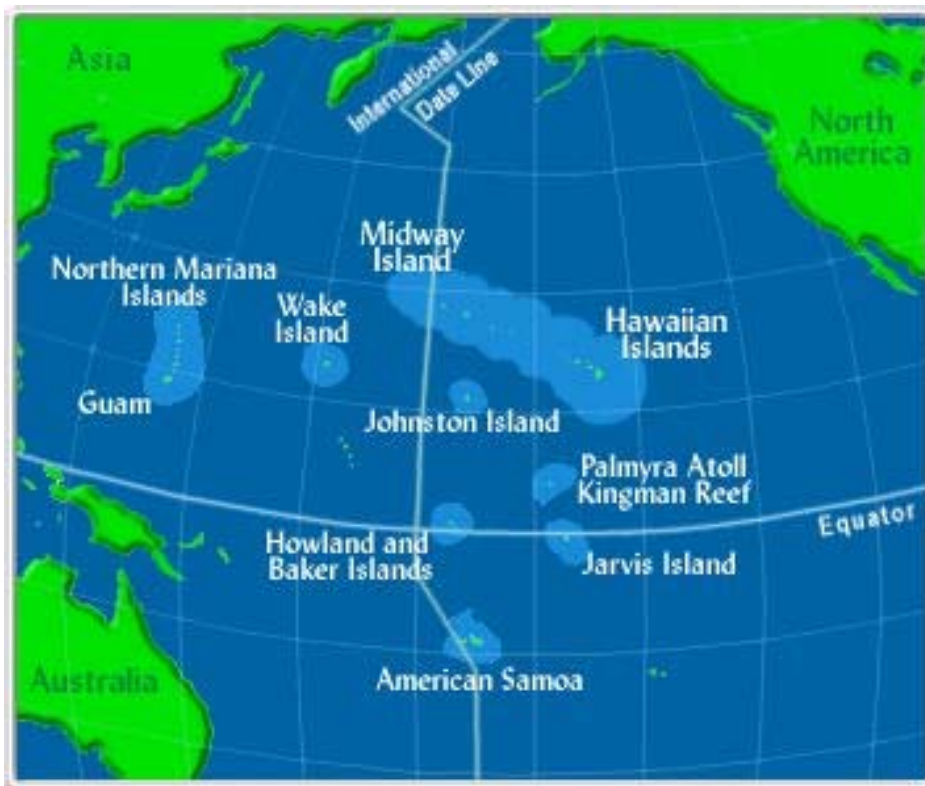 Asia
International
Date Line
North
America
Midway
Island
Northern Mariana
Islands
Wake
Island
Hawaiian
Islands
Guam
Johnston Island
Palmyra Atoll
Kingman Reef
Equator
Howland and
Baker Islands
Jarvis Island
Australia
American Samoa